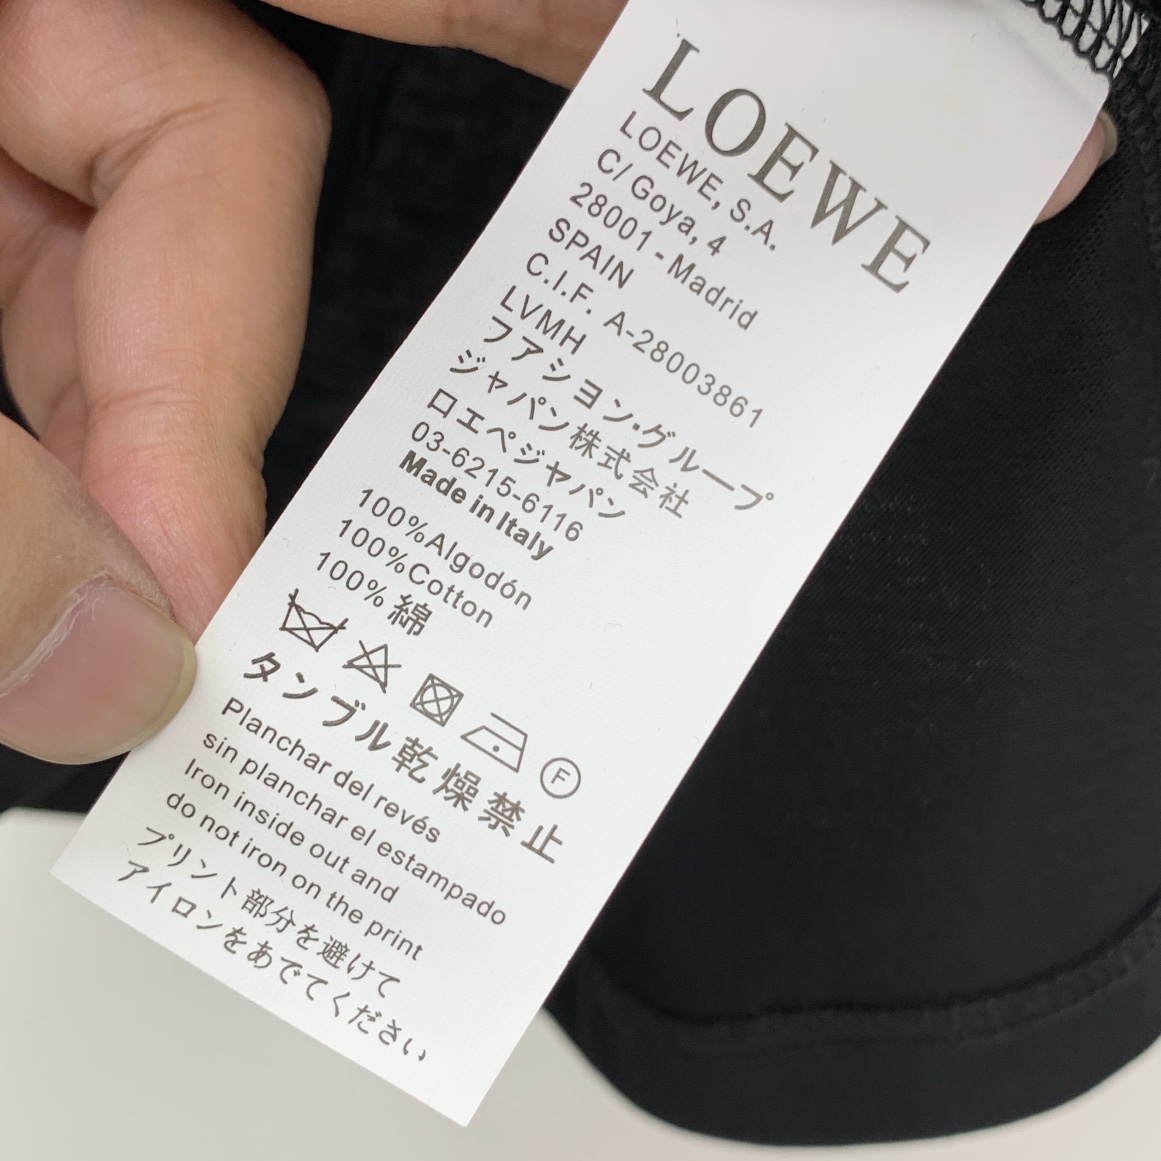 LOEWE
LOEWE, S.A.
C/ Goya, 4
28001 - Madrid
SPAIN
C.I.F. A-28003861
LVMH
ファション・グループ
ジャパン株式会社
ロエペジャパン
03-6215-6116
Made in Italy
100%Algodón
100%Cotton
100% 綿
F
タンブル乾燥禁止
Planchar del revés
sin planchar el estampado
Iron inside out and
do not iron on the print
プリント部分を避けて
アイロンをあでてください